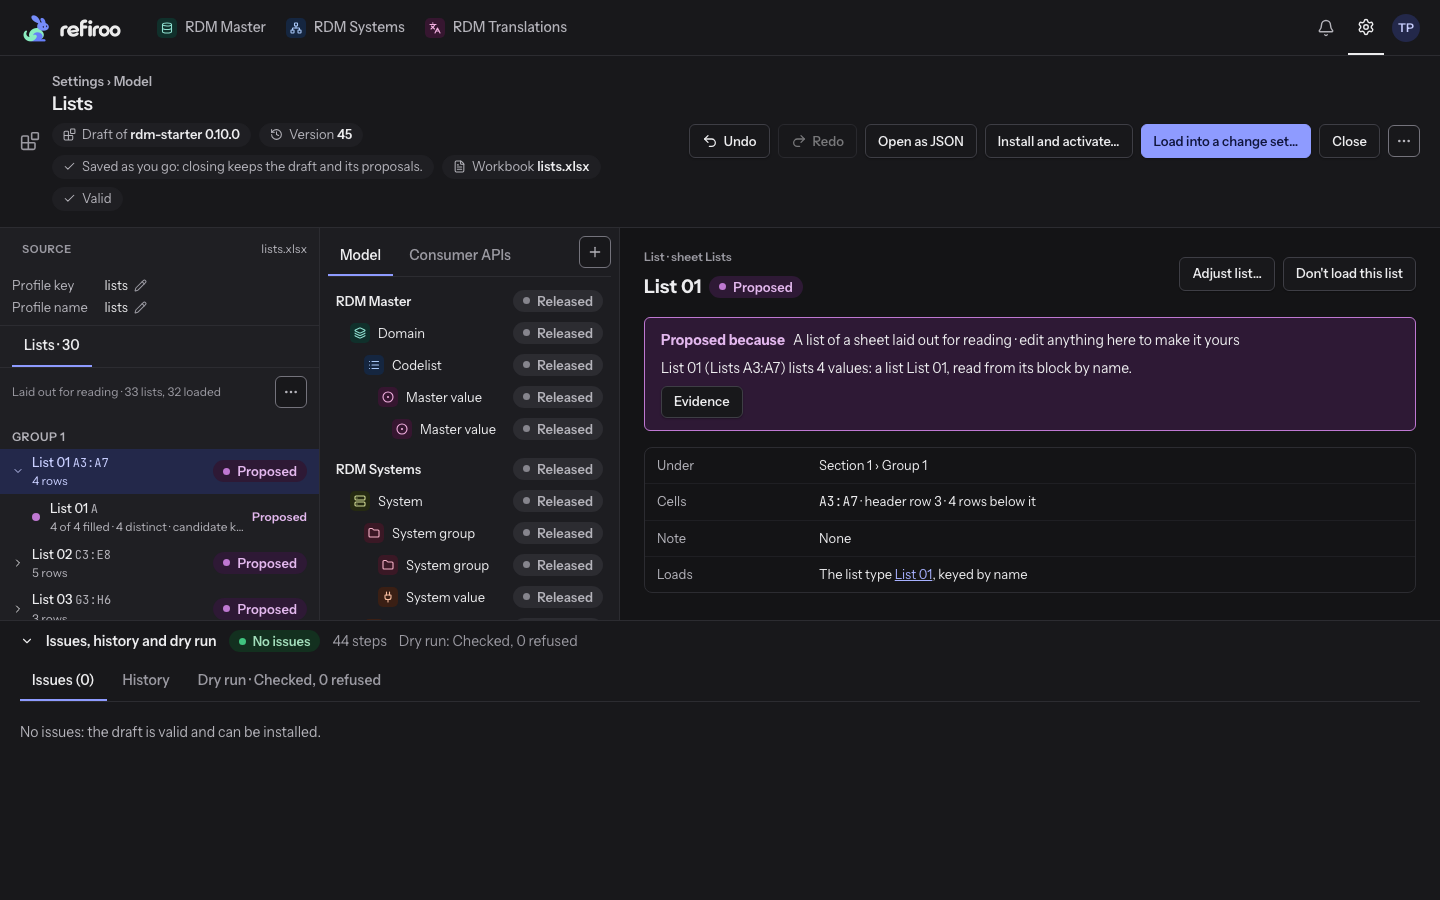 refiroo
RDM Master
RDM Systems
RDM Translations
TP
Settings › Model
Lists
Draft of rdm-starter 0.10.0
Version 45
Saved as you go: closing keeps the draft and its proposals.
Workbook lists.xlsx
Valid
Undo
Redo
Open as JSON
Install and activate...
Load into a change set...
Close
SOURCE
lists.xlsx
Profile key lists
Profile name lists
Lists · 30
Laid out for reading · 33 lists, 32 loaded
GROUP 1
List 01 A3:A7
4 rows
Proposed
List 01 A
4 of 4 filled · 4 distinct · candidate k...
Proposed
List 02 C3:E8
5 rows
Proposed
List 03 G3:H6
3 rows
Proposed
Model
Consumer APIs
RDM Master Released
Domain Released
Codelist Released
Master value Released
Master value Released
RDM Systems Released
System Released
System group Released
System group Released
System value Released
List · sheet Lists
List 01 Proposed
Adjust list...
Don't load this list
Proposed because A list of a sheet laid out for reading · edit anything here to make it yours
List 01 (Lists A3:A7) lists 4 values: a list List 01, read from its block by name.
Evidence
Under Section 1 › Group 1
Cells A3:A7 · header row 3 · 4 rows below it
Note None
Loads The list type List 01, keyed by name
Issues, history and dry run
No issues
44 steps
Dry run: Checked, 0 refused
Issues (0)
History
Dry run · Checked, 0 refused
No issues: the draft is valid and can be installed.